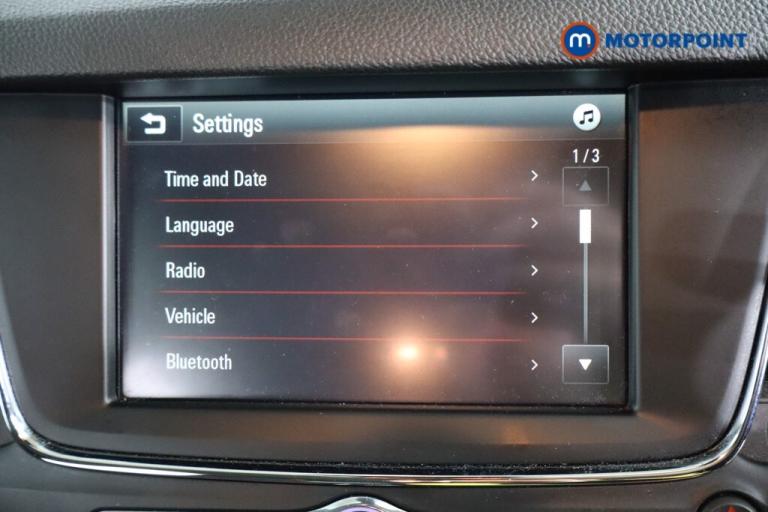 m MOTORPOINT
Settings
1/3
Time and Date
Language
Radio
Vehicle
Bluetooth